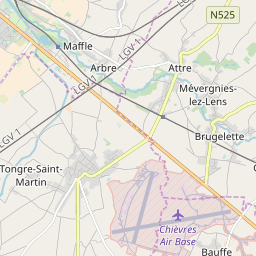 N525
Maffle
LGV 1
Arbre
Attre
LGV 1
Mévergnies-
lez-Lens
LGV 1
Brugelette
Tongre-Saint-
Martin
Chièvres
Air Base
Bauffe